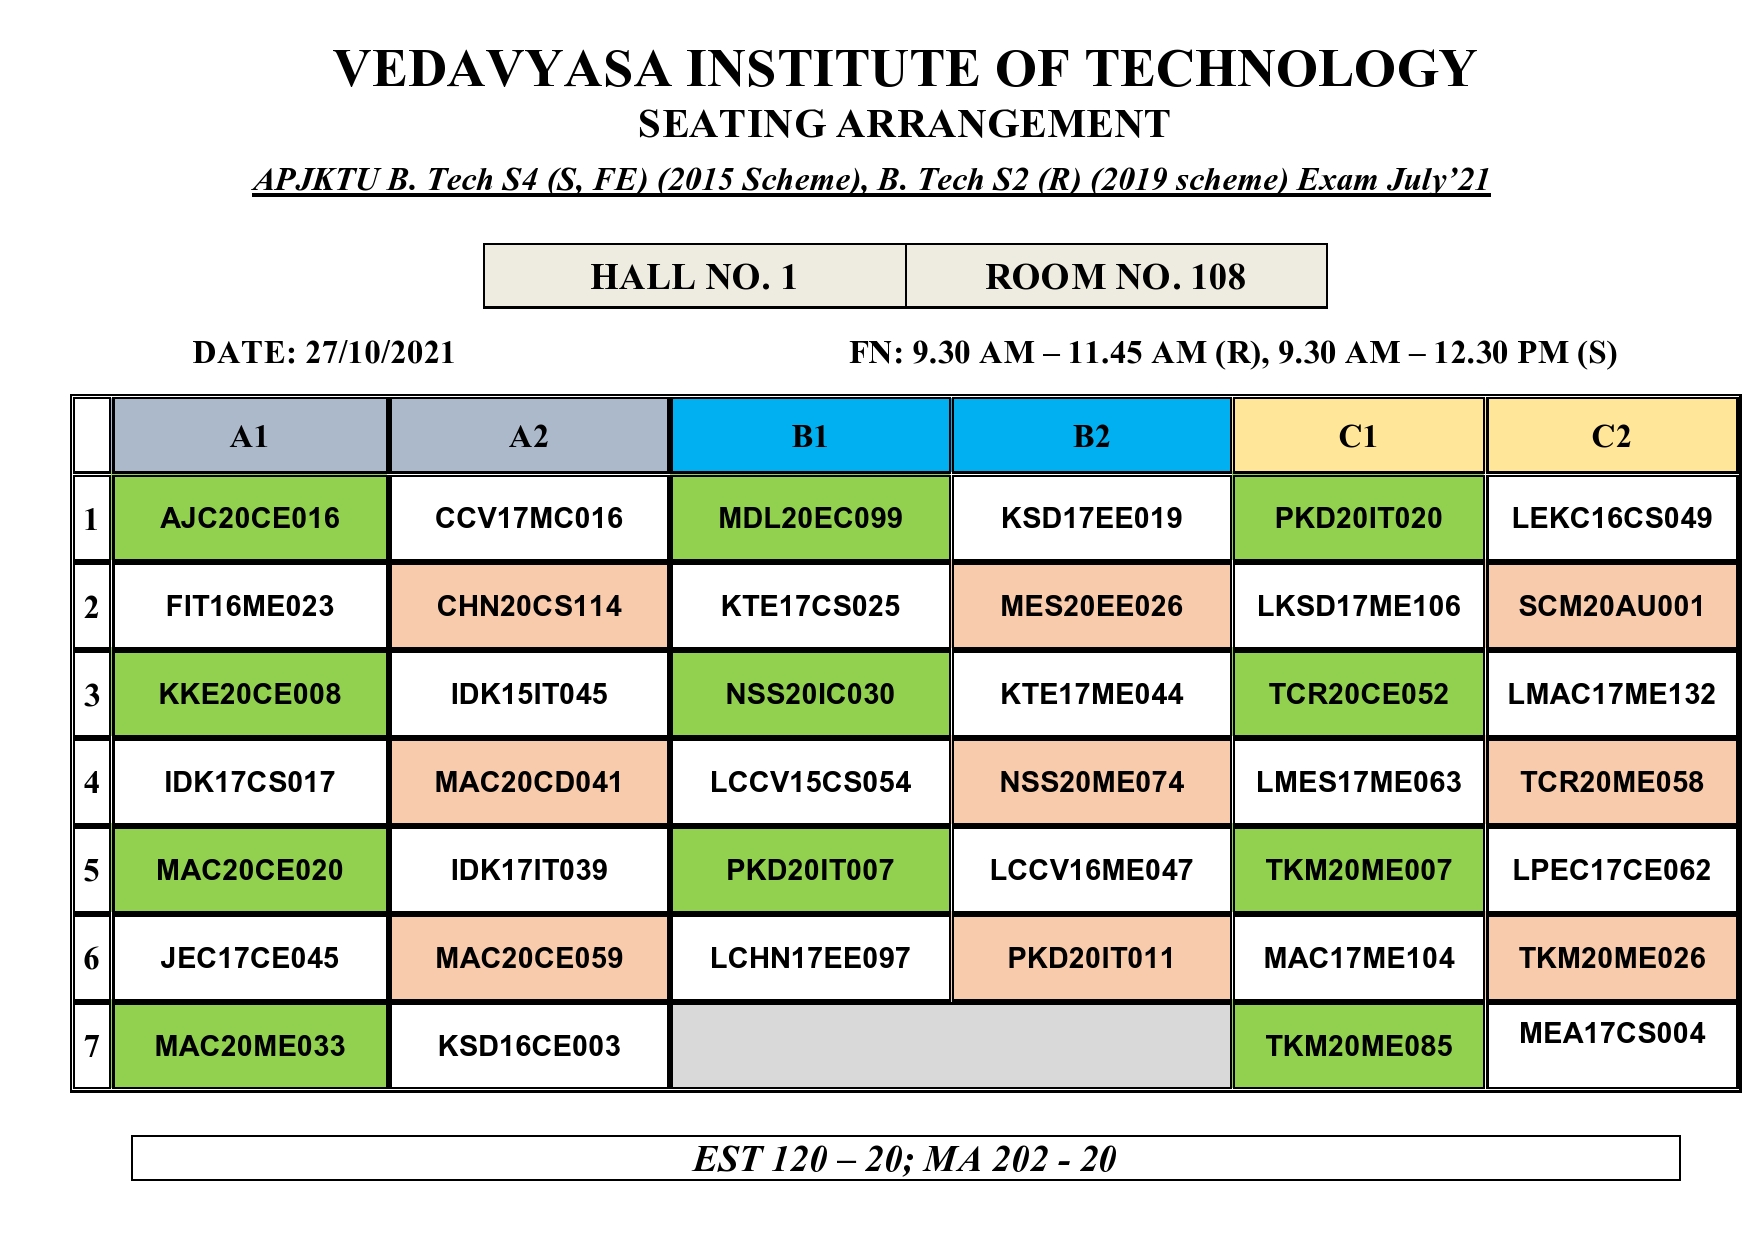 VEDAVYASA INSTITUTE OF TECHNOLOGY
SEATING ARRANGEMENT
APJKTU B. Tech S4 (S, FE) (2015 Scheme), B. Tech S2 (R) (2019 scheme) Exam July’21
HALL NO. 1 ROOM NO. 108
DATE: 27/10/2021 FN: 9.30 AM – 11.45 AM (R), 9.30 AM – 12.30 PM (S)
A1 A2 B1 B2 C1 C2
1 AJC20CE016 CCV17MC016 MDL20EC099 KSD17EE019 PKD20IT020 LEKC16CS049
2 FIT16ME023 CHN20CS114 KTE17CS025 MES20EE026 LKSD17ME106 SCM20AU001
3 KKE20CE008 IDK15IT045 NSS20IC030 KTE17ME044 TCR20CE052 LMAC17ME132
4 IDK17CS017 MAC20CD041 LCCV15CS054 NSS20ME074 LMES17ME063 TCR20ME058
5 MAC20CE020 IDK17IT039 PKD20IT007 LCCV16ME047 TKM20ME007 LPEC17CE062
6 JEC17CE045 MAC20CE059 LCHN17EE097 PKD20IT011 MAC17ME104 TKM20ME026
7 MAC20ME033 KSD16CE003 TKM20ME085 MEA17CS004
EST 120 – 20; MA 202 - 20